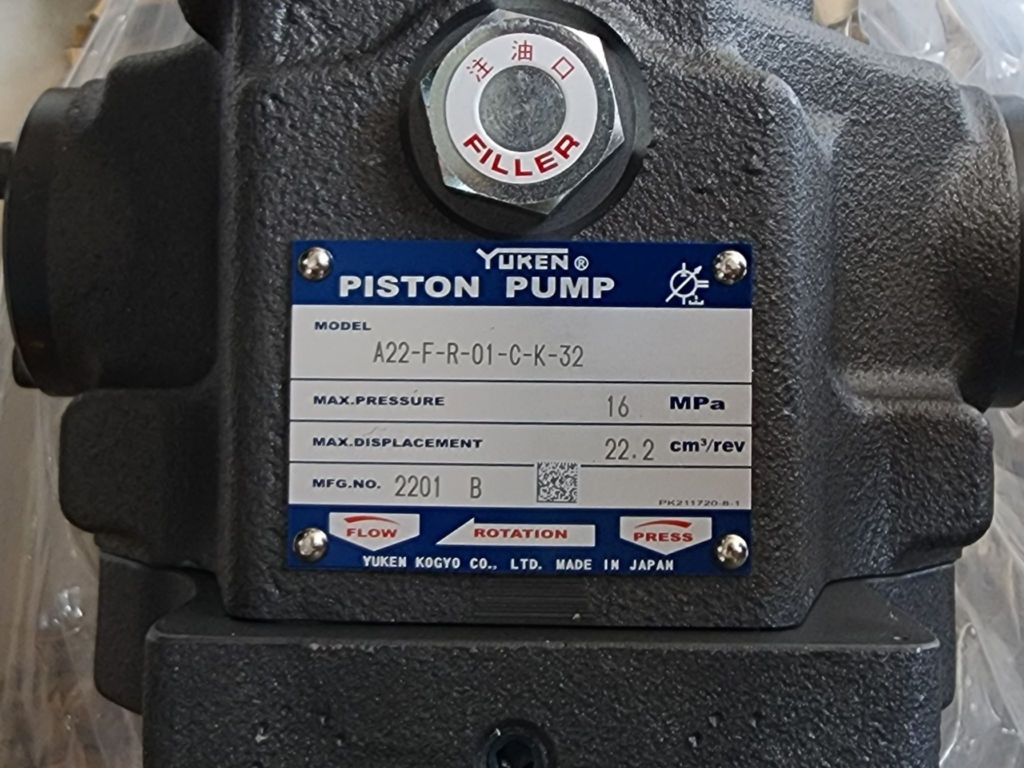 注油口
FILLER
YUKEN®
PISTON PUMP
MODEL
A22-F-R-01-C-K-32
MAX.PRESSURE 16 MPa
MAX.DISPLACEMENT 22.2 cm³/rev
MFG.NO. 2201 B
PK211720-8-1
FLOW ROTATION PRESS
YUKEN KOGYO CO., LTD. MADE IN JAPAN